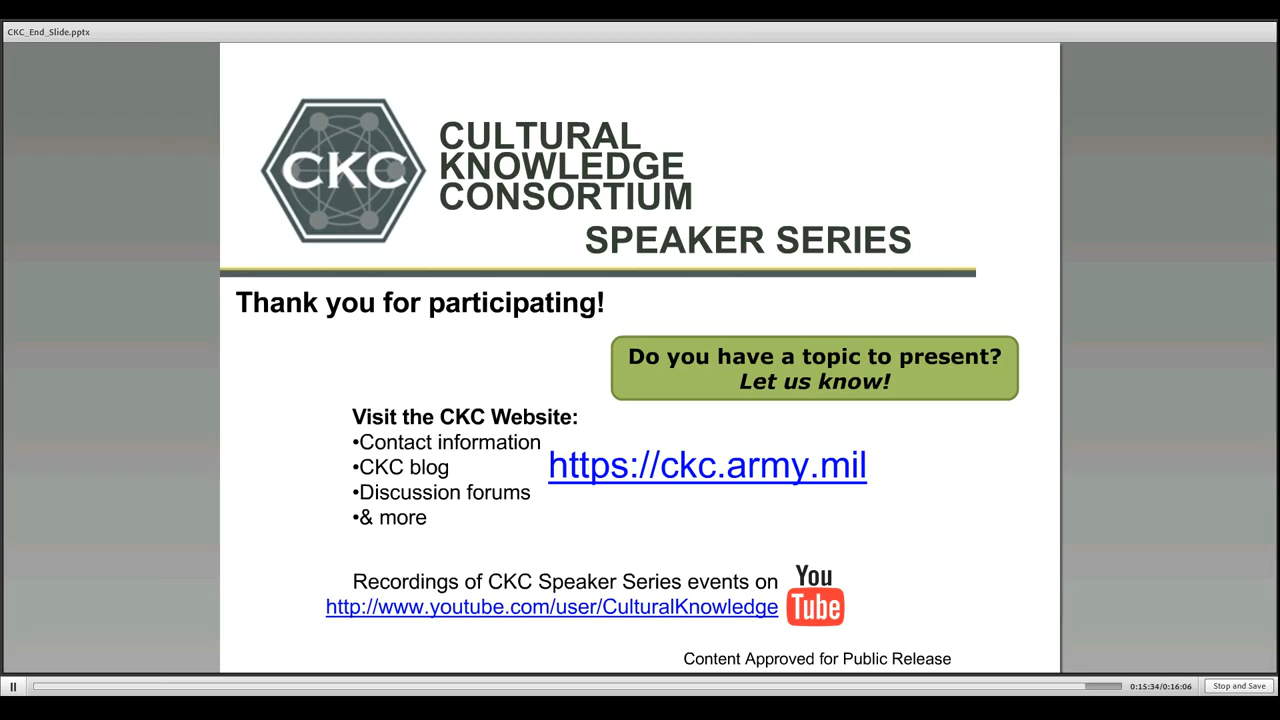 CKC_End_Slide.pptx
CKC
CULTURAL
KNOWLEDGE
CONSORTIUM
SPEAKER SERIES
Thank you for participating!
Do you have a topic to present?
Let us know!
Visit the CKC Website:
•Contact information
•CKC blog
•Discussion forums
•& more
https://ckc.army.mil
Recordings of CKC Speaker Series events on
http://www.youtube.com/user/CulturalKnowledge
You
Tube
Content Approved for Public Release
0:15:34/0:16:06
Stop and Save